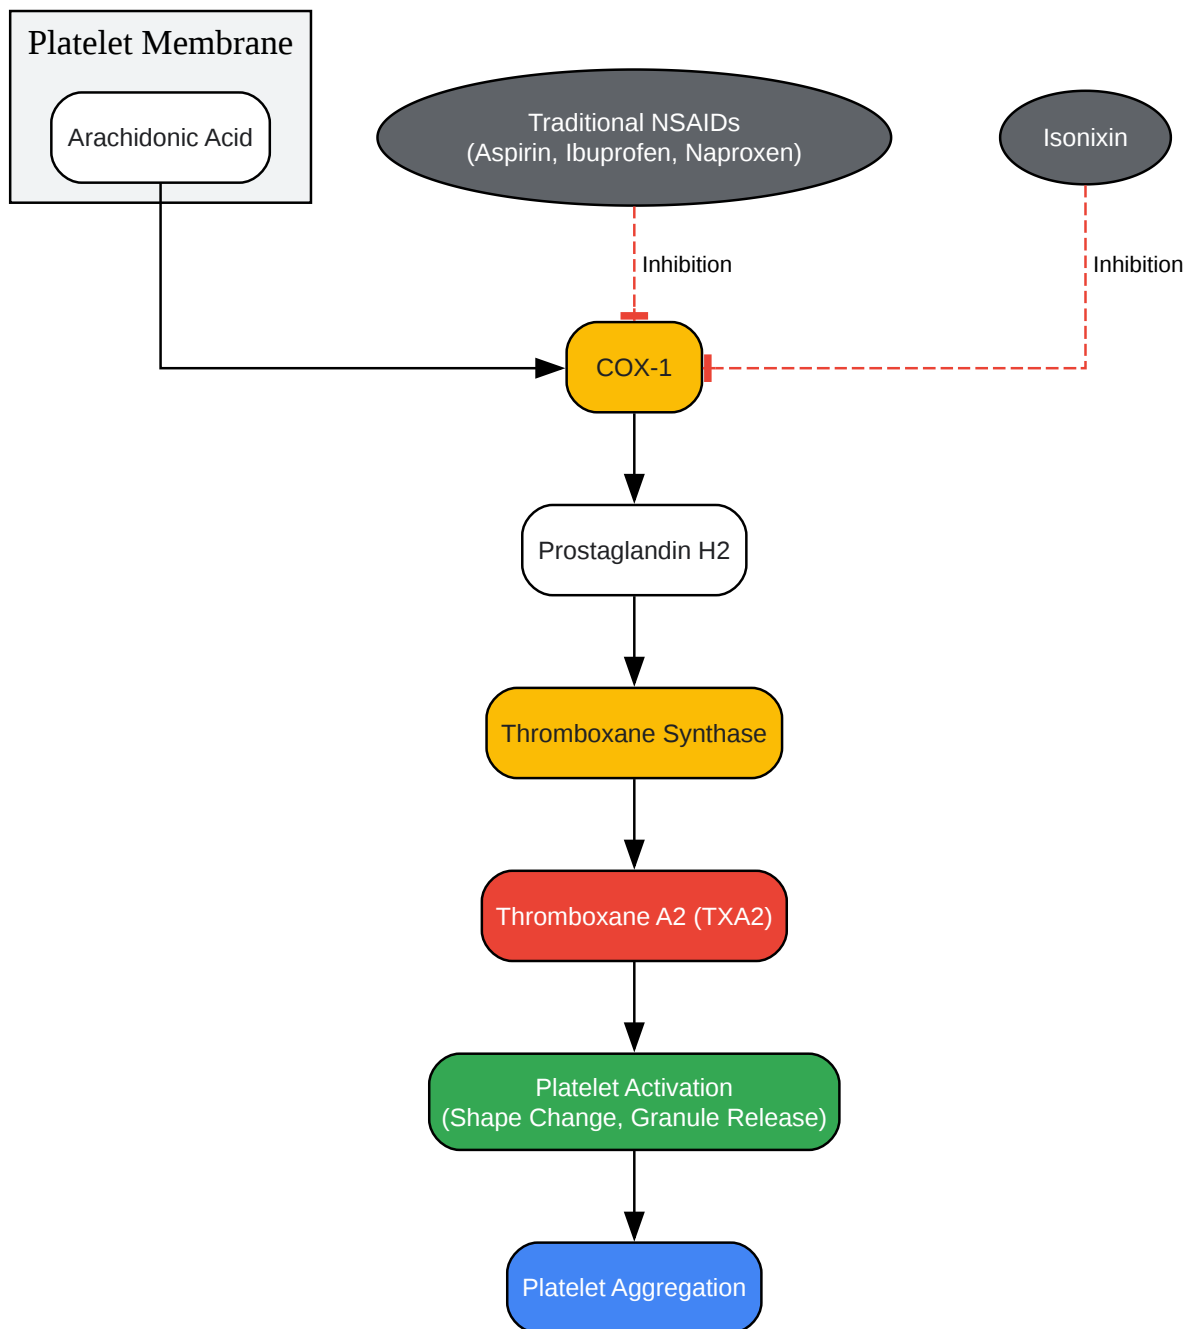 Platelet Membrane
Arachidonic Acid
Traditional NSAIDs
(Aspirin, Ibuprofen, Naproxen)
Isonixin
Inhibition
Inhibition
COX-1
Prostaglandin H2
Thromboxane Synthase
Thromboxane A2 (TXA2)
Platelet Activation
(Shape Change, Granule Release)
Platelet Aggregation